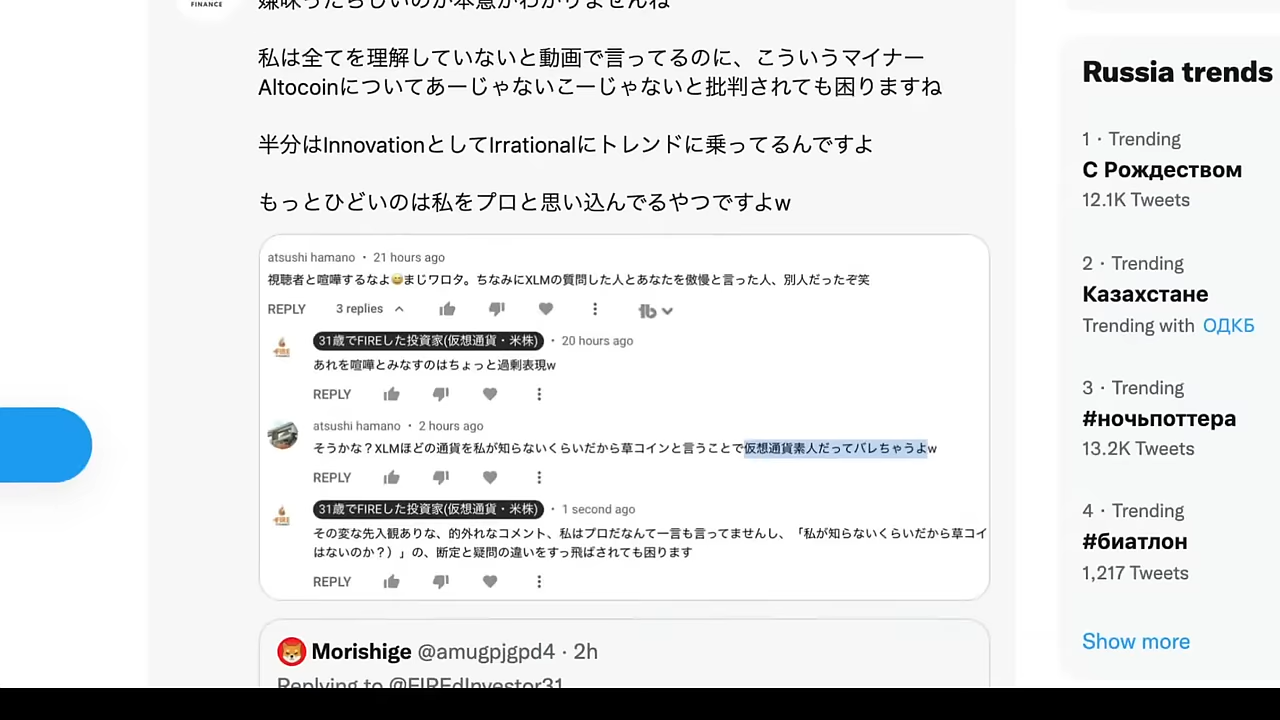 FINANCE
嫌味ったらしいのか本意かわかりませんね
私は全てを理解していないと動画で言ってるのに、こういうマイナー
Altocoinについてあーじゃないこーじゃないと批判されても困りますね
半分はInnovationとしてIrrationalにトレンドに乗ってるんですよ
もっとひどいのは私をプロと思い込んでるやつですよw
atsushi hamano • 21 hours ago
視聴者と喧嘩するなよ😅まじワロタ。ちなみにXLMの質問した人とあなたを傲慢と言った人、別人だったぞ笑
REPLY 3 replies
31歳でFIREした投資家(仮想通貨・米株) • 20 hours ago
あれを喧嘩とみなすのはちょっと過剰表現w
REPLY
atsushi hamano • 2 hours ago
そうかな？XLMほどの通貨を私が知らないくらいだから草コインと言うことで仮想通貨素人だってバレちゃうよw
REPLY
31歳でFIREした投資家(仮想通貨・米株) • 1 second ago
その変な先入観ありな、的外れなコメント、私はプロだなんて一言も言ってませんし、「私が知らないくらいだから草コイ
はないのか？）」の、断定と疑問の違いをすっ飛ばされても困ります
REPLY
Morishige @amugpjgpd4 · 2h
Replying to @FIREdInvestor31
Russia trends
1 · Trending
С Рождеством
12.1K Tweets
2 · Trending
Казахстане
Trending with ОДКБ
3 · Trending
#ночьпоттера
13.2K Tweets
4 · Trending
#биатлон
1,217 Tweets
Show more